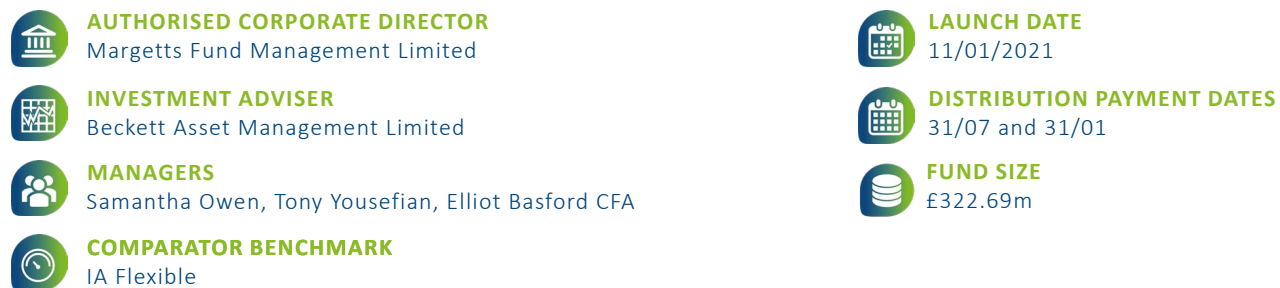 AUTHORISED CORPORATE DIRECTOR
Margetts Fund Management Limited
INVESTMENT ADVISER
Beckett Asset Management Limited
MANAGERS
Samantha Owen, Tony Yousefian, Elliot Basford CFA
COMPARATOR BENCHMARK
IA Flexible
LAUNCH DATE
11/01/2021
DISTRIBUTION PAYMENT DATES
31/07 and 31/01
FUND SIZE
£322.69m